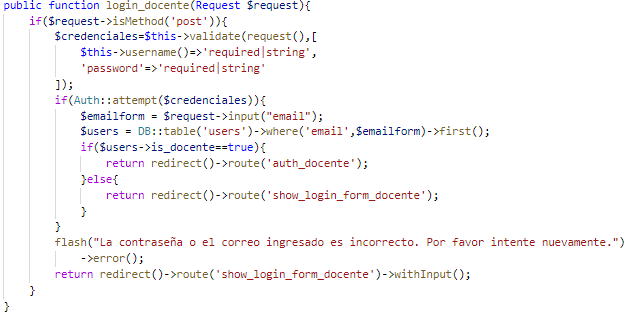 public function login_docente(Request $request){
    if($request->isMethod('post')){
        $credenciales=$this->validate(request(),[
            $this->username()=>'required|string',
            'password'=>'required|string'
        ]);
        if(Auth::attempt($credenciales)){
            $emailform = $request->input("email");
            $users = DB::table('users')->where('email',$emailform)->first();
            if($users->is_docente==true){
                return redirect()->route('auth_docente');
            }else{
                return redirect()->route('show_login_form_docente');
            }
        }
        flash("La contraseña o el correo ingresado es incorrecto. Por favor intente nuevamente.")
            ->error();
        return redirect()->route('show_login_form_docente')->withInput();
    }
}